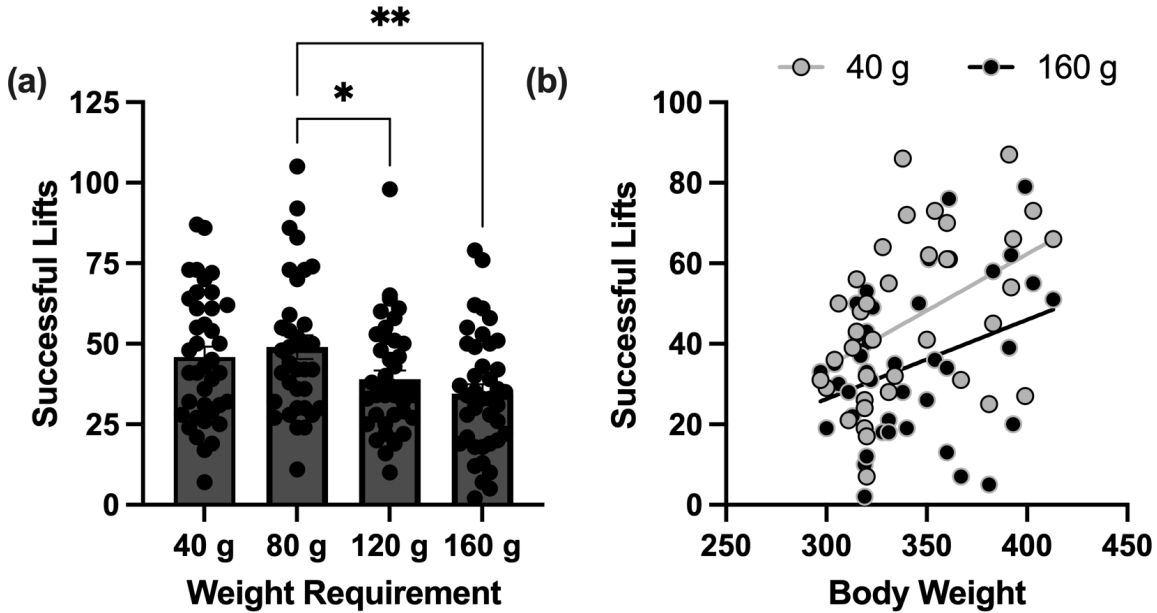 (a)
**
*
Successful Lifts
125
100
75
50
25
0
40 g 80 g 120 g 160 g
Weight Requirement
(b)
40 g 160 g
Successful Lifts
100
80
60
40
20
0
250 300 350 400 450
Body Weight